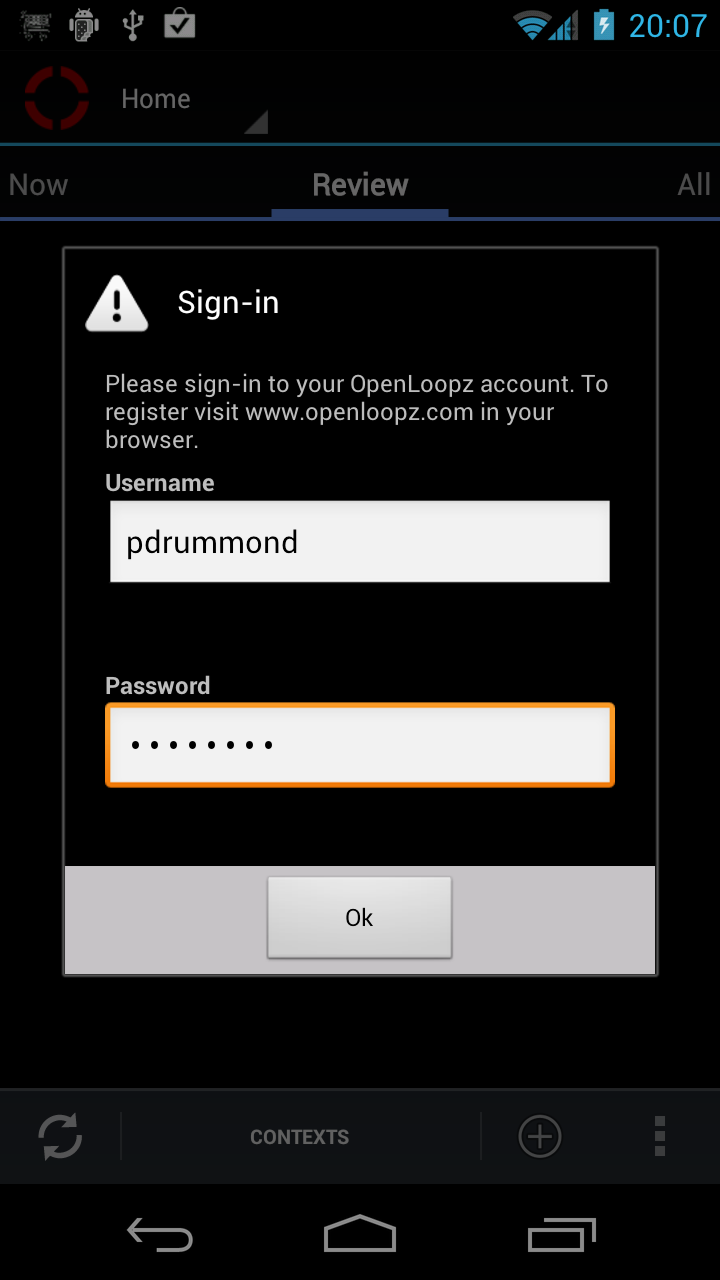 20:07
Home
Now Review All
Sign-in
Please sign-in to your OpenLoopz account. To
register visit www.openloopz.com in your
browser.
Username
pdrummond
Password
••••••••
Ok
CONTEXTS